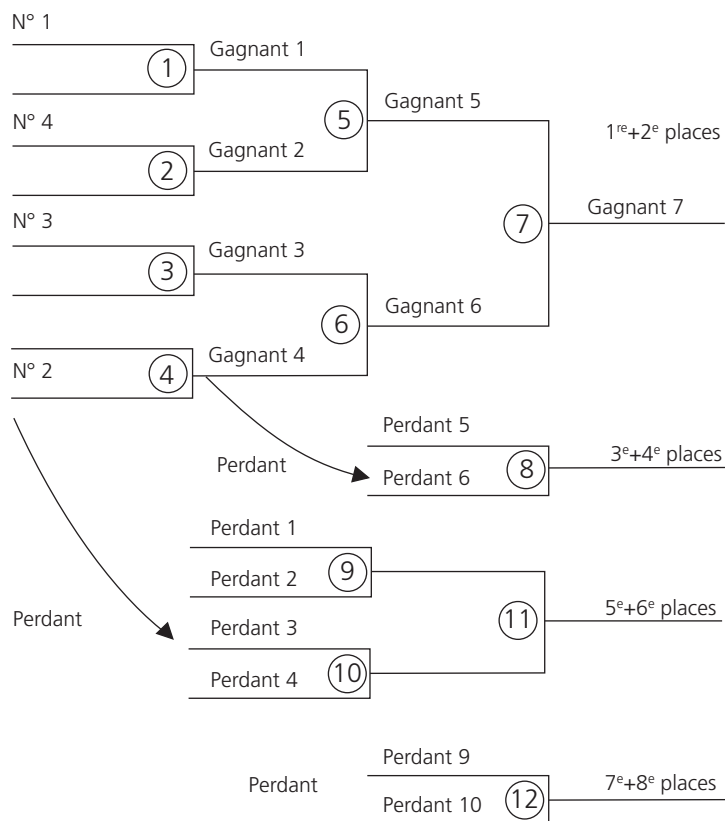 N° 1
1
Gagnant 1
N° 4
2
Gagnant 2
5
Gagnant 5
N° 3
3
Gagnant 3
N° 2
4
Gagnant 4
6
Gagnant 6
7
1re+2e places
Gagnant 7
Perdant
Perdant 5
Perdant 6
8
3e+4e places
Perdant
Perdant 1
Perdant 2
9
Perdant 3
Perdant 4
10
11
5e+6e places
Perdant
Perdant 9
Perdant 10
12
7e+8e places